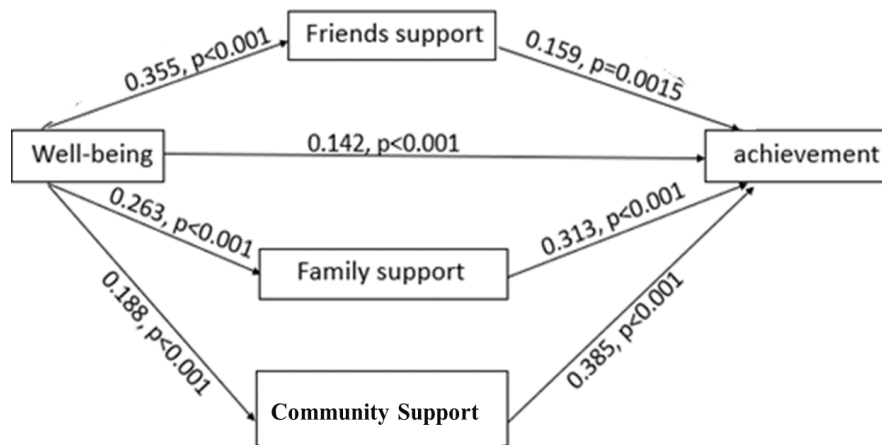 Friends support
0.355, p<0.001
0.159, p=0.0015
Well-being
0.142, p<0.001
achievement
0.263, p<0.001
0.313, p<0.001
Family support
0.188, p<0.001
0.385, p<0.001
Community Support